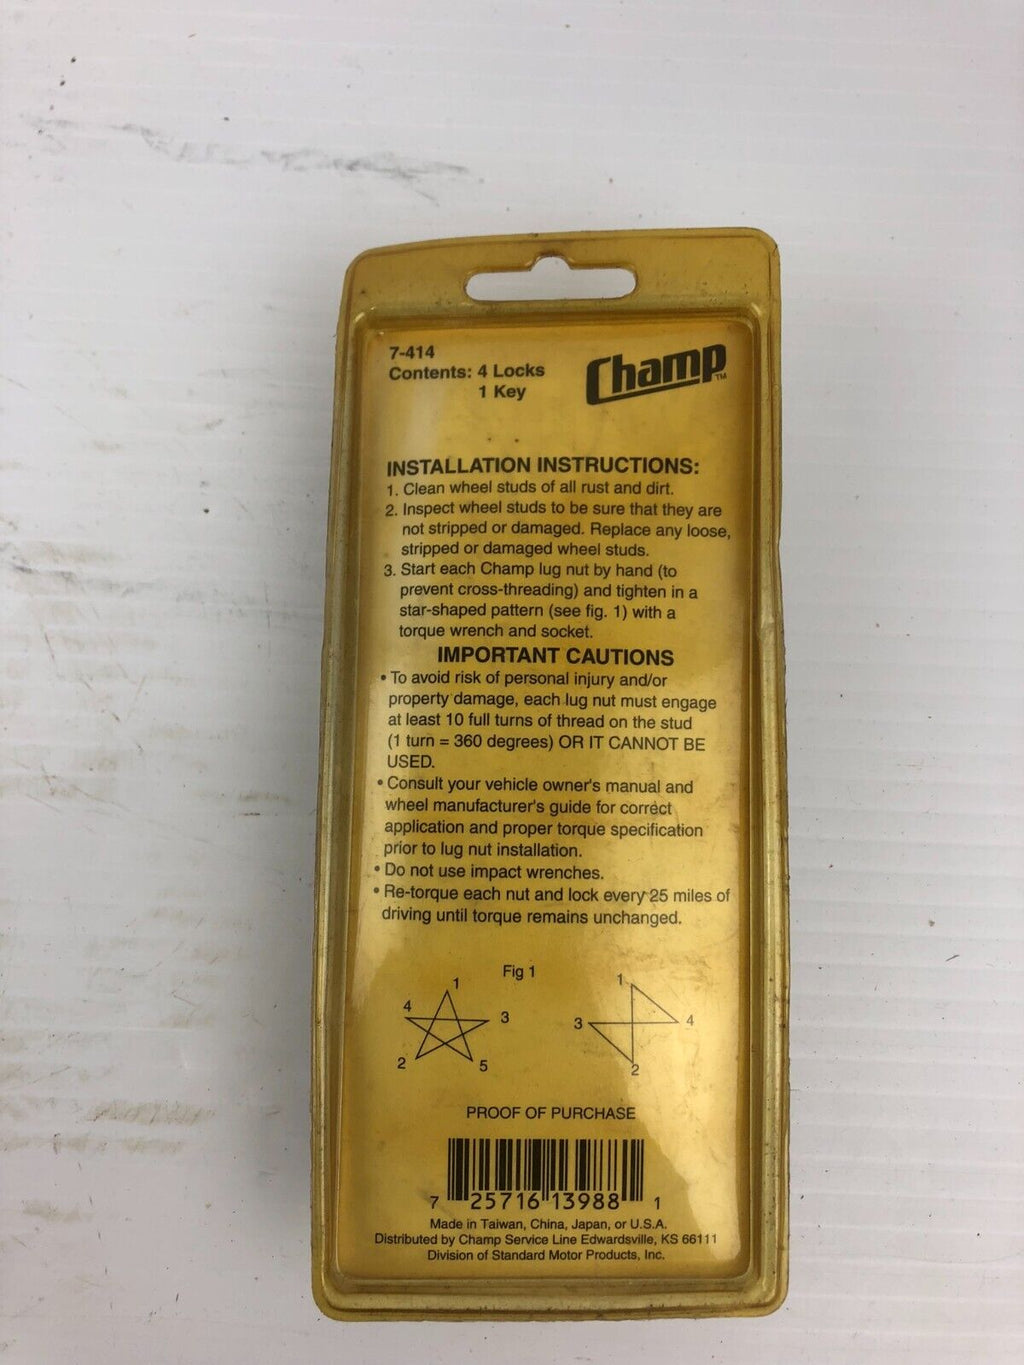 7-414
Contents: 4 Locks
1 Key
Champ™
INSTALLATION INSTRUCTIONS:
1. Clean wheel studs of all rust and dirt.
2. Inspect wheel studs to be sure that they are
not stripped or damaged. Replace any loose,
stripped or damaged wheel studs.
3. Start each Champ lug nut by hand (to
prevent cross-threading) and tighten in a
star-shaped pattern (see fig. 1) with a
torque wrench and socket.
IMPORTANT CAUTIONS
• To avoid risk of personal injury and/or
property damage, each lug nut must engage
at least 10 full turns of thread on the stud
(1 turn = 360 degrees) OR IT CANNOT BE
USED.
• Consult your vehicle owner's manual and
wheel manufacturer's guide for correct
application and proper torque specification
prior to lug nut installation.
• Do not use impact wrenches.
• Re-torque each nut and lock every 25 miles of
driving until torque remains unchanged.
Fig 1
1
4
3
2
5
1
3
4
2
PROOF OF PURCHASE
7 25716 13988 1
Made in Taiwan, China, Japan, or U.S.A.
Distributed by Champ Service Line Edwardsville, KS 66111
Division of Standard Motor Products, Inc.